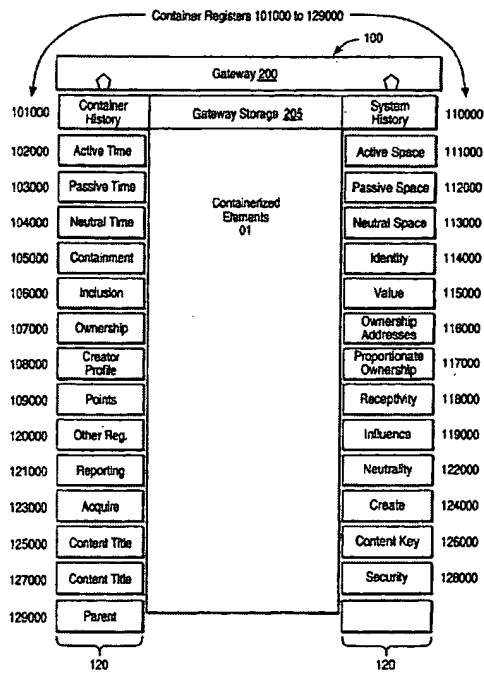 Container Registers 101000 to 129000
100
Gateway 200
101000 Container History Gateway Storage 205 System History 110000
102000 Active Time Active Space 111000
103000 Passive Time Passive Space 112000
Containerized Elements 01
104000 Neutral Time Neutral Space 113000
105000 Containment Identity 114000
106000 Inclusion Value 115000
107000 Ownership Ownership Addresses 116000
108000 Creator Profile Proportionate Ownership 117000
109000 Points Receptivity 118000
120000 Other Reg. Influence 119000
121000 Reporting Neutrality 122000
123000 Acquire Create 124000
125000 Content Title Content Key 126000
127000 Content Title Security 128000
129000 Parent
120 120